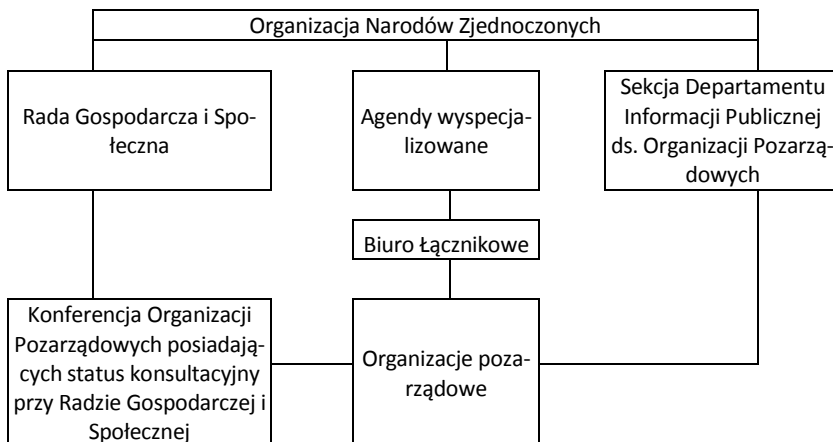 Organizacja Narodów Zjednoczonych
Rada Gospodarcza i Spo-
łeczna
Agendy wyspecja-
lizowane
Sekcja Departamentu
Informacji Publicznej
ds. Organizacji Pozarzą-
dowych
Biuro Łącznikowe
Konferencja Organizacji
Pozarządowych posiadają-
cych status konsultacyjny
przy Radzie Gospodarczej i
Społecznej
Organizacje poza-
rządowe